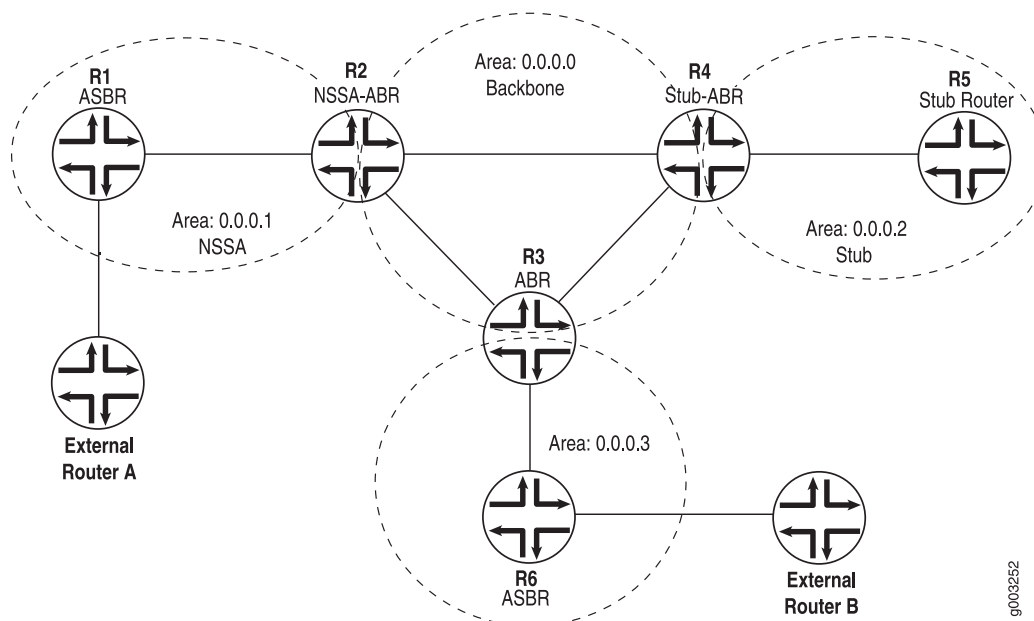 R1
ASBR
R2
NSSA-ABR
Area: 0.0.0.0
Backbone
R4
Stub-ABR
R5
Stub Router
Area: 0.0.0.1
NSSA
Area: 0.0.0.2
Stub
R3
ABR
External
Router A
Area: 0.0.0.3
R6
ASBR
External
Router B
g003252